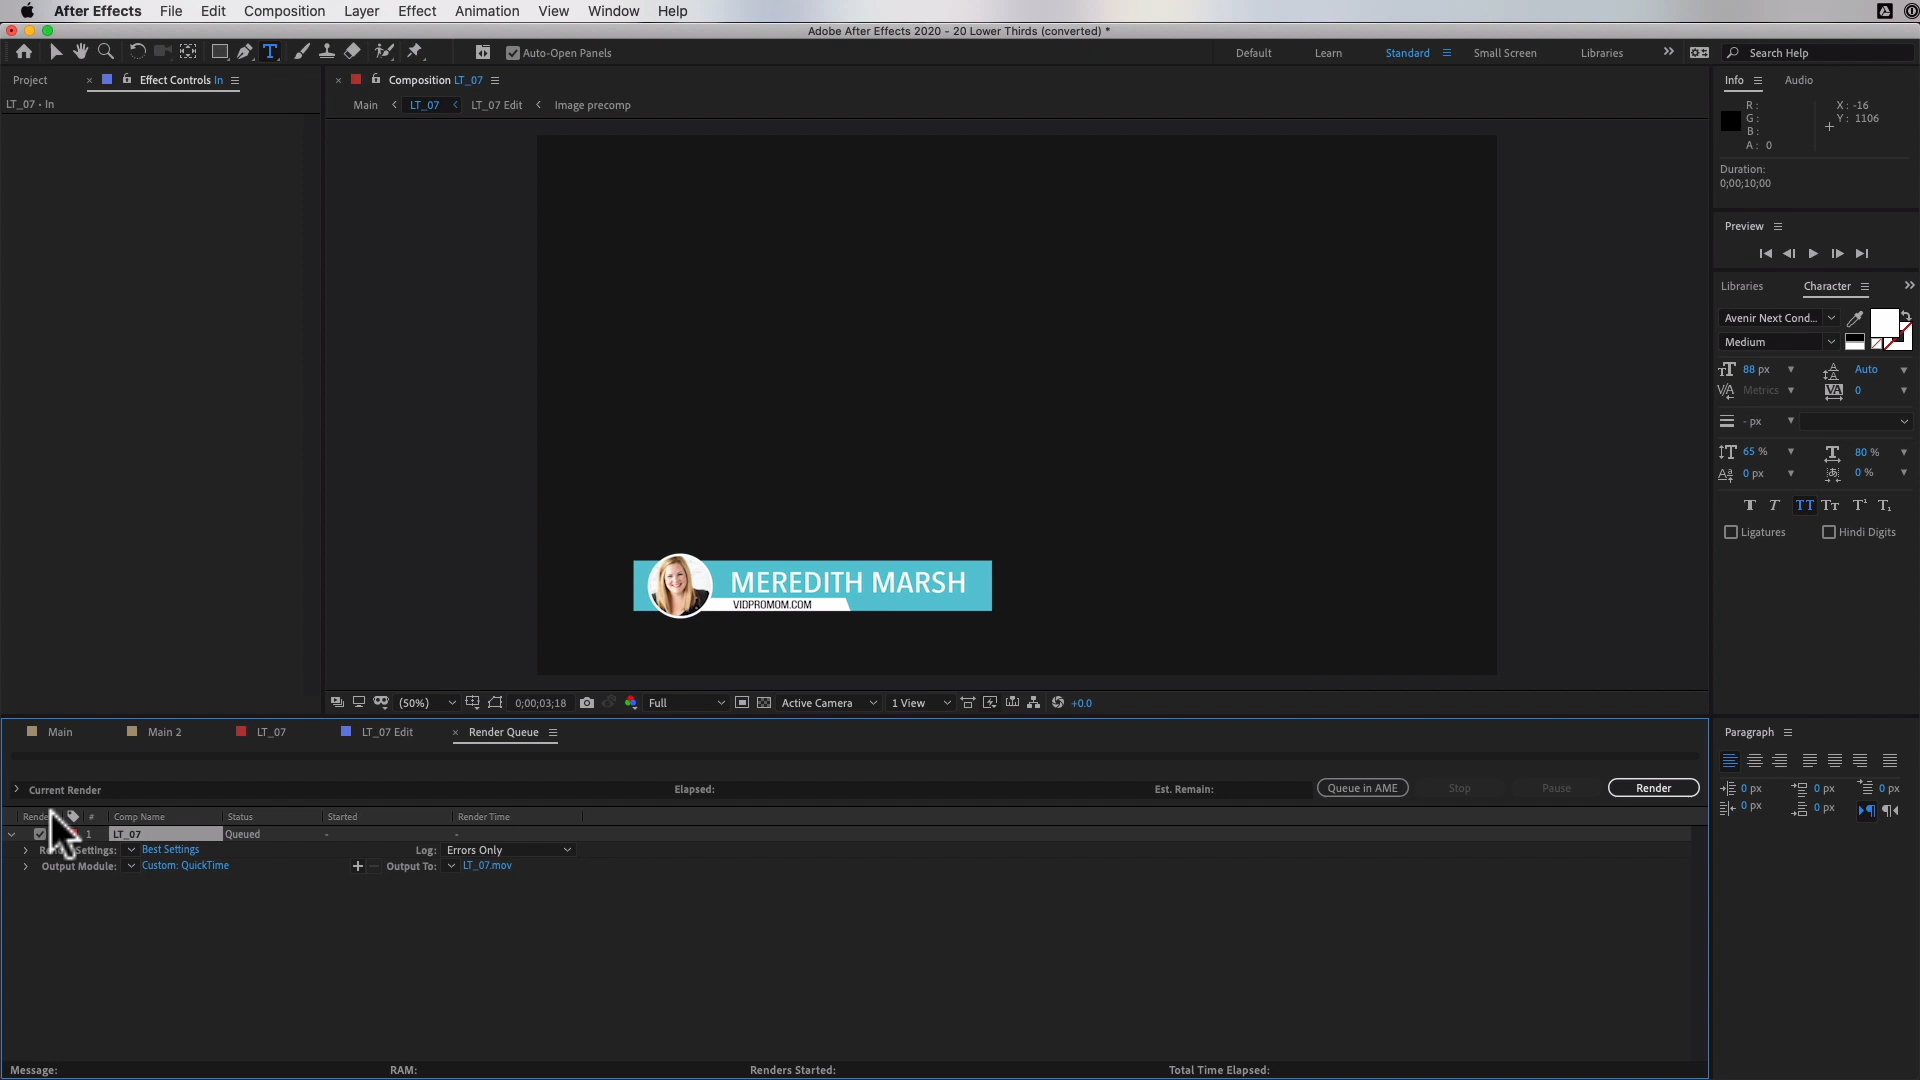 After Effects File Edit Composition Layer Effect Animation View Window Help
Adobe After Effects 2020 - 20 Lower Thirds (converted) *
Auto-Open Panels Default Learn Standard Small Screen Libraries Search Help
Project Effect Controls In Composition LT_07 Info Audio
LT_07 • In Main LT_07 LT_07 Edit Image precomp
R: X: -16
G: Y: 1106
B:
A: 0
Duration:
0;00;10;00
Preview
Libraries Character
Avenir Next Cond...
Medium
88 px Auto
Metrics 0
- px
65 % 80 %
0 px 0 %
Ligatures Hindi Digits
MEREDITH MARSH
VIDPROMOM.COM
(50%) 0;00;03;18 Full Active Camera 1 View +0.0
Main Main 2 LT_07 LT_07 Edit Render Queue
Current Render Elapsed: Est. Remain: Queue in AME Stop Pause Render
# Comp Name Status Started Render Time
1 LT_07 Queued - -
Settings: Best Settings Log: Errors Only
Output Module: Custom: QuickTime Output To: LT_07.mov
Paragraph
0 px 0 px 0 px
0 px 0 px
Message: RAM: Renders Started: Total Time Elapsed: